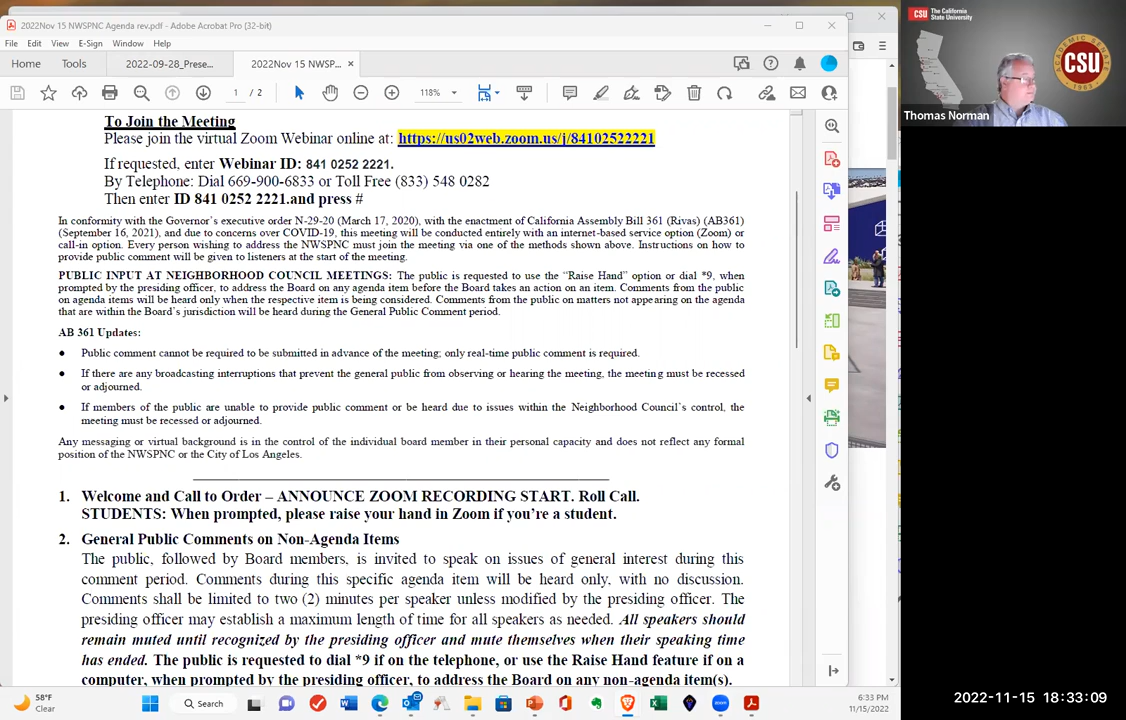 2022Nov 15 NWSPNC Agenda rev.pdf - Adobe Acrobat Pro (32-bit)
File Edit View E-Sign Window Help
Home Tools 2022-09-28_Prese... 2022Nov 15 NWSP... ×
1 / 2 118%
To Join the Meeting
Please join the virtual Zoom Webinar online at: https://us02web.zoom.us/j/84102522221
If requested, enter Webinar ID: 841 0252 2221.
By Telephone: Dial 669-900-6833 or Toll Free (833) 548 0282
Then enter ID 841 0252 2221.and press #
In conformity with the Governor's executive order N-29-20 (March 17, 2020), with the enactment of California Assembly Bill 361 (Rivas) (AB361)
(September 16, 2021), and due to concerns over COVID-19, this meeting will be conducted entirely with an internet-based service option (Zoom) or
call-in option. Every person wishing to address the NWSPNC must join the meeting via one of the methods shown above. Instructions on how to
provide public comment will be given to listeners at the start of the meeting.
PUBLIC INPUT AT NEIGHBORHOOD COUNCIL MEETINGS: The public is requested to use the “Raise Hand” option or dial *9, when
prompted by the presiding officer, to address the Board on any agenda item before the Board takes an action on an item. Comments from the public
on agenda items will be heard only when the respective item is being considered. Comments from the public on matters not appearing on the agenda
that are within the Board's jurisdiction will be heard during the General Public Comment period.
AB 361 Updates:
● Public comment cannot be required to be submitted in advance of the meeting; only real-time public comment is required.
● If there are any broadcasting interruptions that prevent the general public from observing or hearing the meeting, the meeting must be recessed
or adjourned.
● If members of the public are unable to provide public comment or be heard due to issues within the Neighborhood Council's control, the
meeting must be recessed or adjourned.
Any messaging or virtual background is in the control of the individual board member in their personal capacity and does not reflect any formal
position of the NWSPNC or the City of Los Angeles.
1. Welcome and Call to Order – ANNOUNCE ZOOM RECORDING START. Roll Call.
STUDENTS: When prompted, please raise your hand in Zoom if you're a student.
2. General Public Comments on Non-Agenda Items
The public, followed by Board members, is invited to speak on issues of general interest during this
comment period. Comments during this specific agenda item will be heard only, with no discussion.
Comments shall be limited to two (2) minutes per speaker unless modified by the presiding officer. The
presiding officer may establish a maximum length of time for all speakers as needed. All speakers should
remain muted until recognized by the presiding officer and mute themselves when their speaking time
has ended. The public is requested to dial *9 if on the telephone, or use the Raise Hand feature if on a
computer, when prompted by the presiding officer, to address the Board on any non-agenda item(s).
58°F
Clear
Search
6:33 PM
11/15/2022
CSU The California
State University
ACADEMIC SENATE
CSU
Thomas Norman
2022-11-15 18:33:09